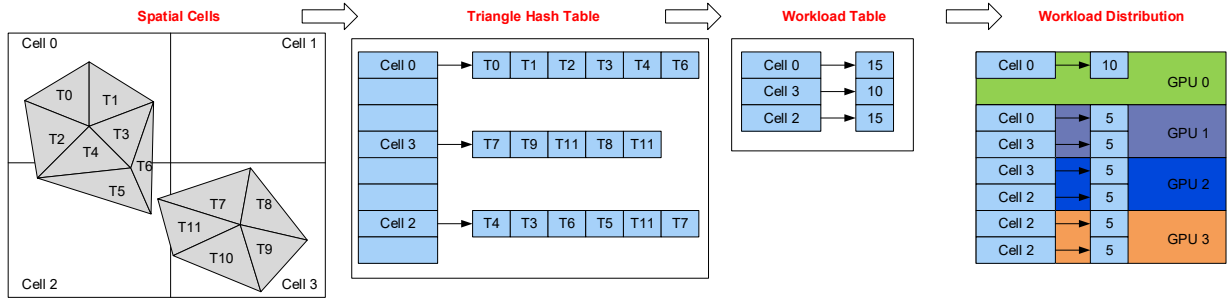 Spatial Cells
Triangle Hash Table
Workload Table
Workload Distribution
Cell 0
Cell 1
T0
T1
T2
T3
T4
T6
T5
T7
T8
T11
T9
T10
Cell 2
Cell 3
Cell 0 T0 T1 T2 T3 T4 T6
Cell 3 T7 T9 T11 T8 T11
Cell 2 T4 T3 T6 T5 T11 T7
Cell 0 15
Cell 3 10
Cell 2 15
Cell 0 10
GPU 0
Cell 0 5
GPU 1
Cell 3 5
Cell 3 5
GPU 2
Cell 2 5
Cell 2 5
GPU 3
Cell 2 5